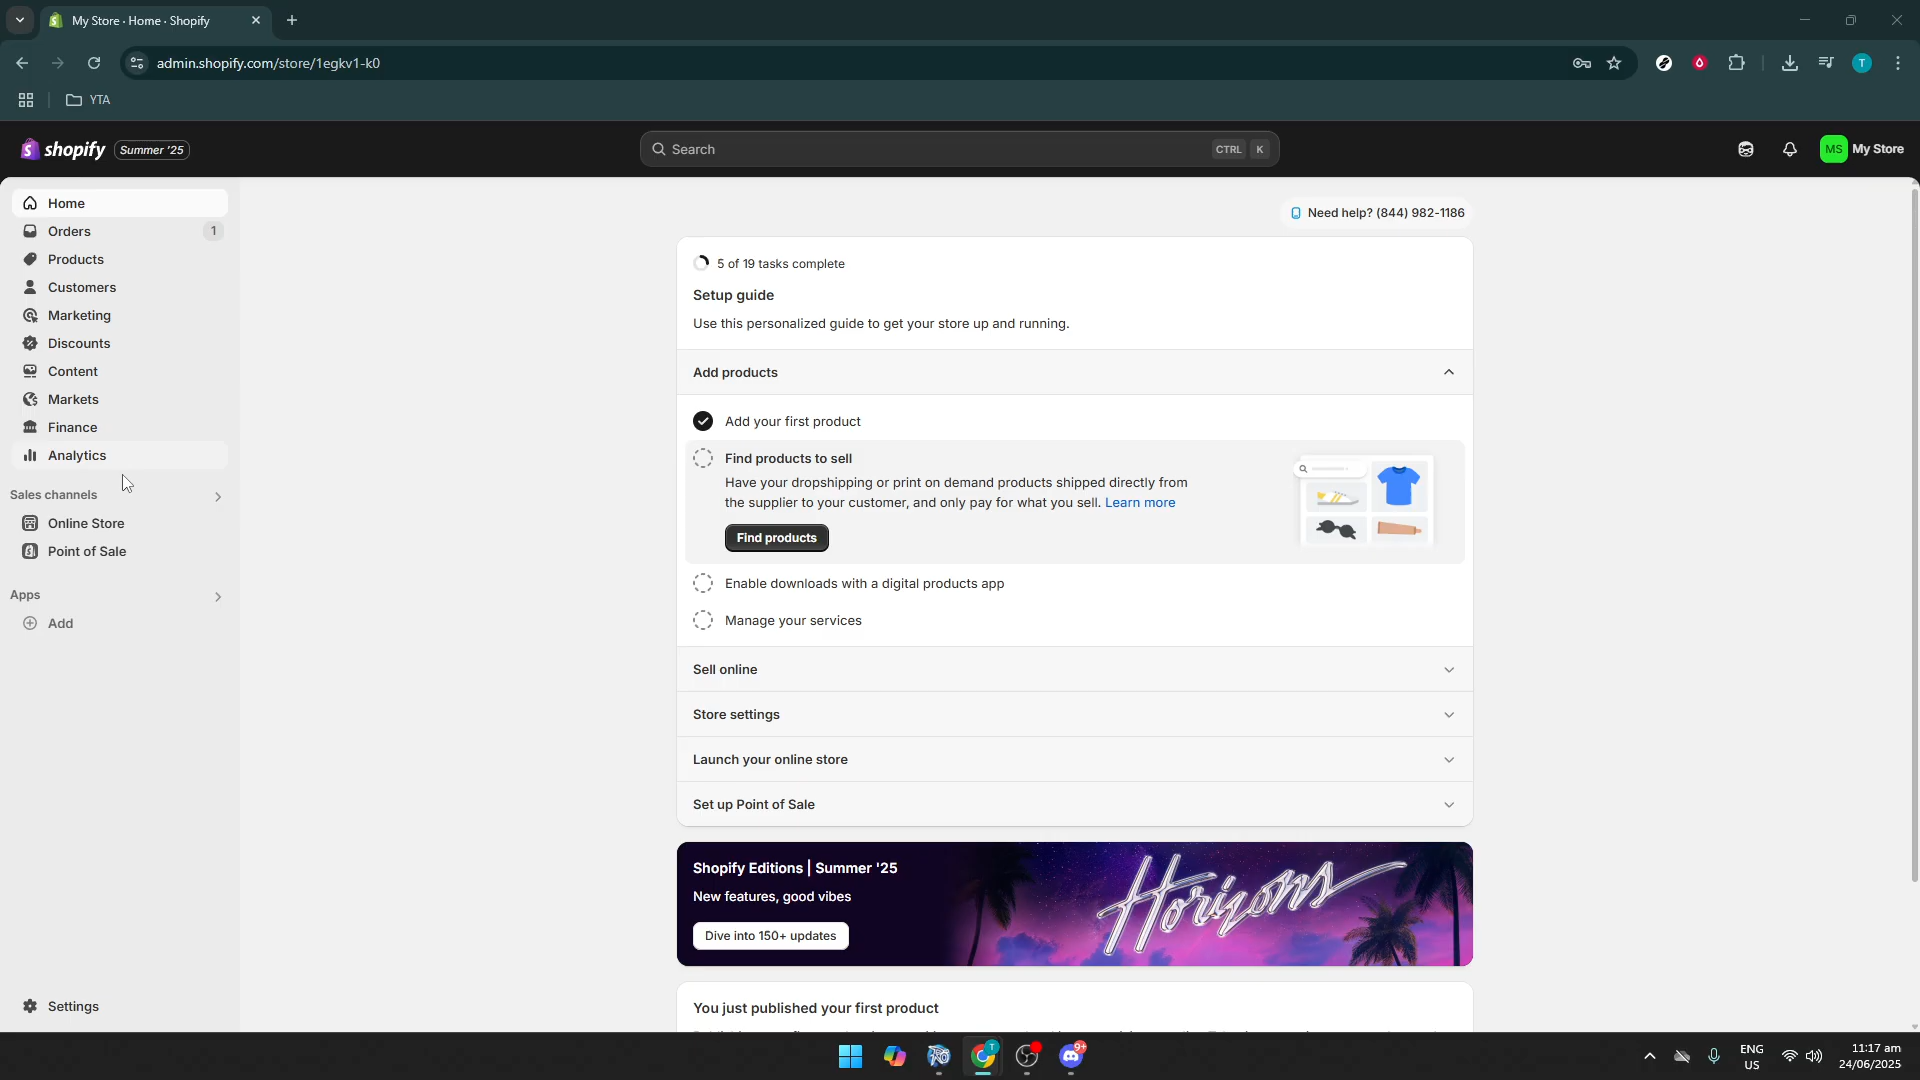 My Store · Home · Shopify
admin.shopify.com/store/1egkv1-k0
T
YTA
shopify Summer '25
Search CTRL K
MS My Store
Home
Orders 1
Products
Customers
Marketing
Discounts
Content
Markets
Finance
Analytics
Sales channels
Online Store
Point of Sale
Apps
Add
Settings
Need help? (844) 982-1186
5 of 19 tasks complete
Setup guide
Use this personalized guide to get your store up and running.
Add products
Add your first product
Find products to sell
Have your dropshipping or print on demand products shipped directly from
the supplier to your customer, and only pay for what you sell. Learn more
Find products
Enable downloads with a digital products app
Manage your services
Sell online
Store settings
Launch your online store
Set up Point of Sale
Shopify Editions | Summer '25
New features, good vibes
Dive into 150+ updates
Horizons
You just published your first product
T
9+
ENG
US
11:17 am
24/06/2025